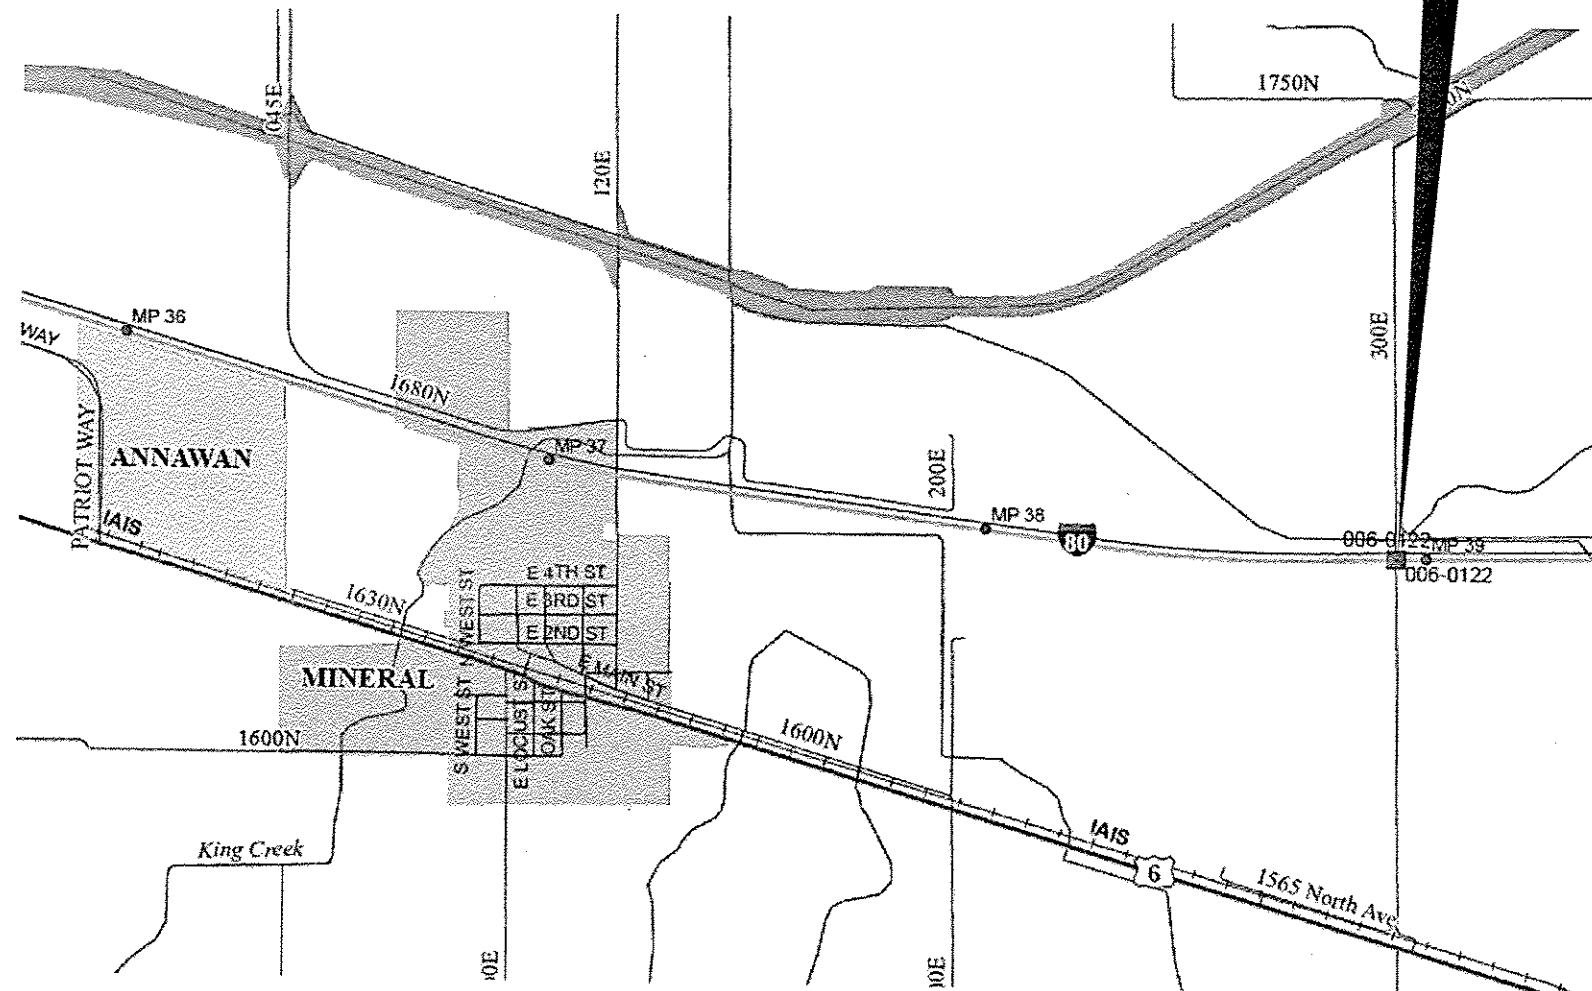 1750N
045E
120E
300E
MP 36
WAY
1680N
MP 37
200E
MP 38
80
006-0122
MP 39
006-0122
PATRIOT WAY
ANNAWAN
IAIS
1630N
E 4TH ST
E 3RD ST
E 2ND ST
N WEST ST
E MAIN ST
MINERAL
S WEST ST
E LOCUST S
OAK ST
1600N
1600N
King Creek
IAIS
6
1565 North Ave
00E
00E